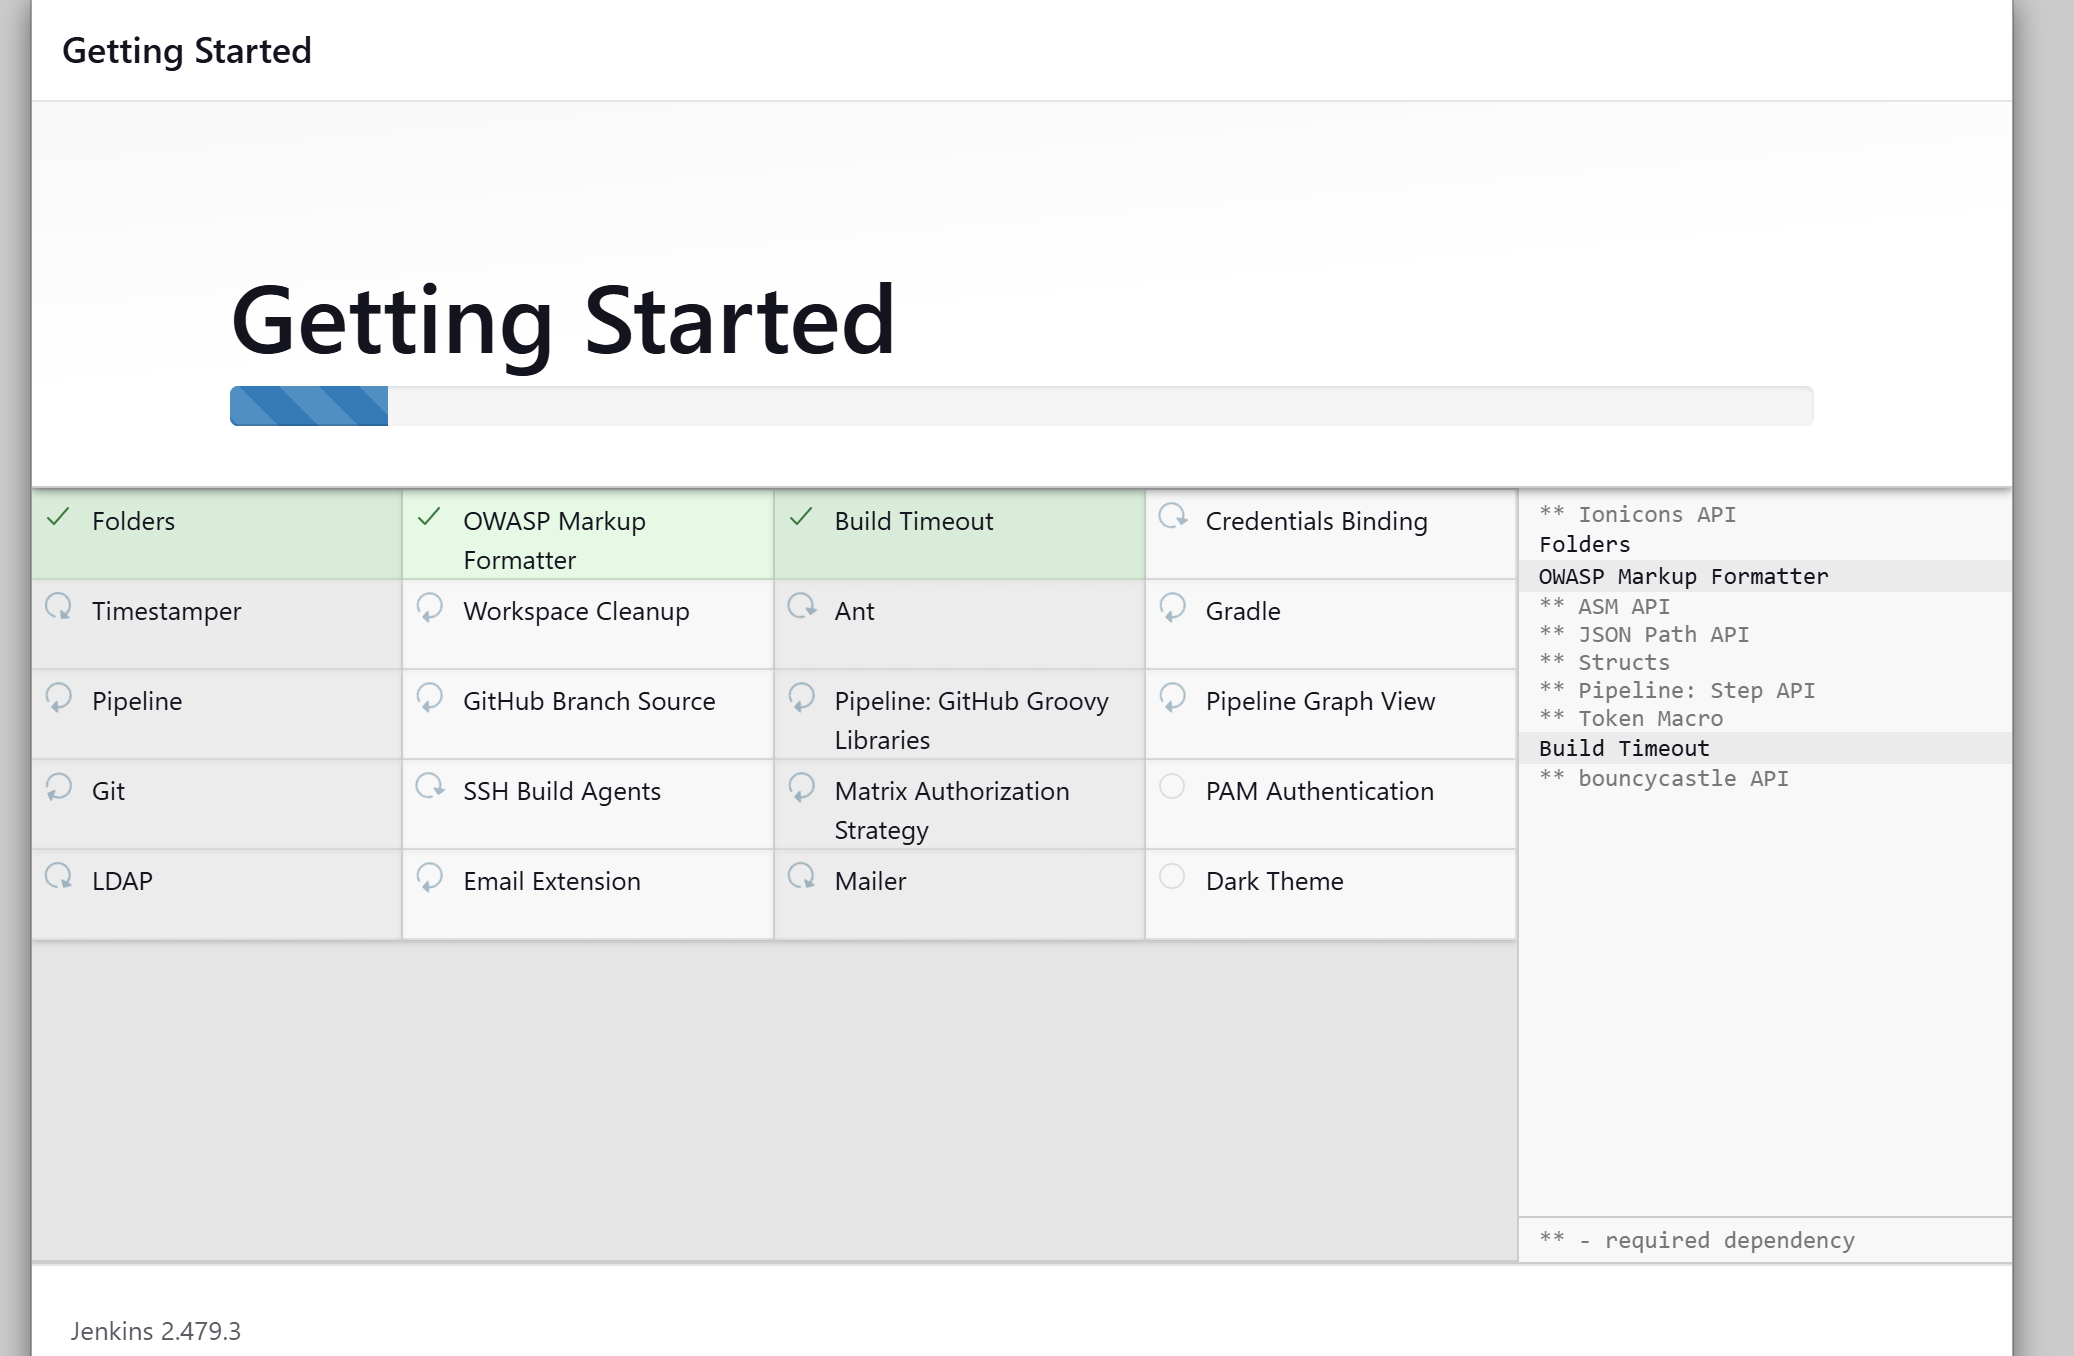 Getting Started
Getting Started
Folders
OWASP Markup
Formatter
Build Timeout
Credentials Binding
Timestamper
Workspace Cleanup
Ant
Gradle
Pipeline
GitHub Branch Source
Pipeline: GitHub Groovy
Libraries
Pipeline Graph View
Git
SSH Build Agents
Matrix Authorization
Strategy
PAM Authentication
LDAP
Email Extension
Mailer
Dark Theme
** Ionicons API
Folders
OWASP Markup Formatter
** ASM API
** JSON Path API
** Structs
** Pipeline: Step API
** Token Macro
Build Timeout
** bouncycastle API
** - required dependency
Jenkins 2.479.3